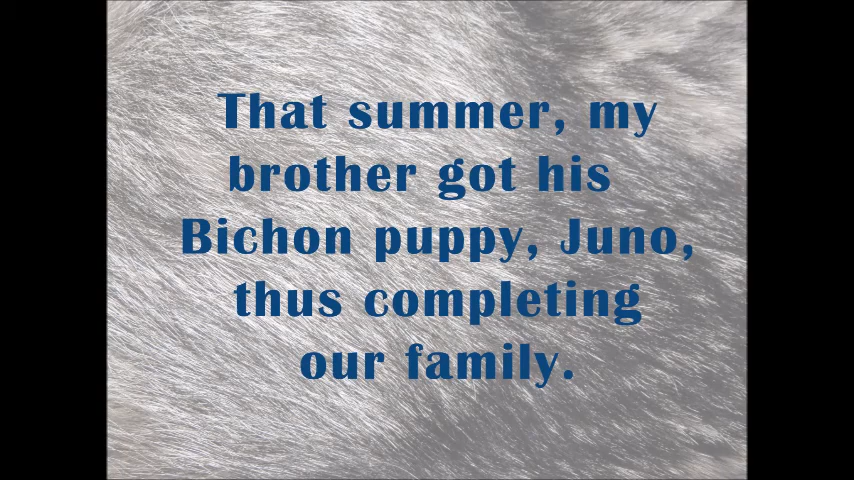 That summer, my
brother got his
Bichon puppy, Juno,
thus completing
our family.